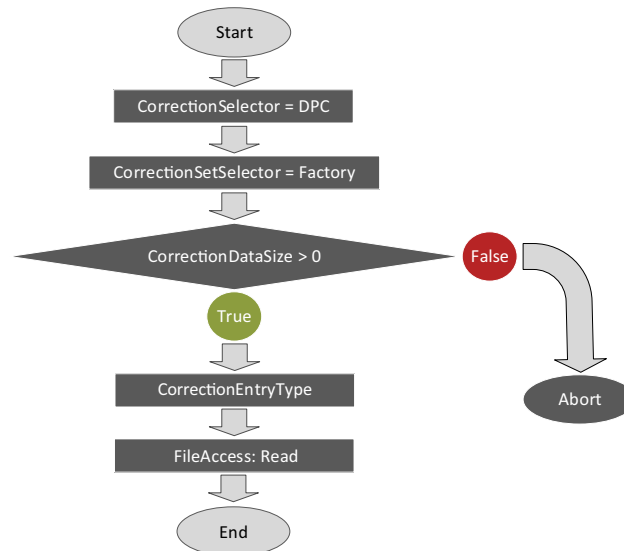 Start
CorrectionSelector = DPC
CorrectionSetSelector = Factory
CorrectionDataSize > 0
False
True
CorrectionEntryType
Abort
FileAccess: Read
End